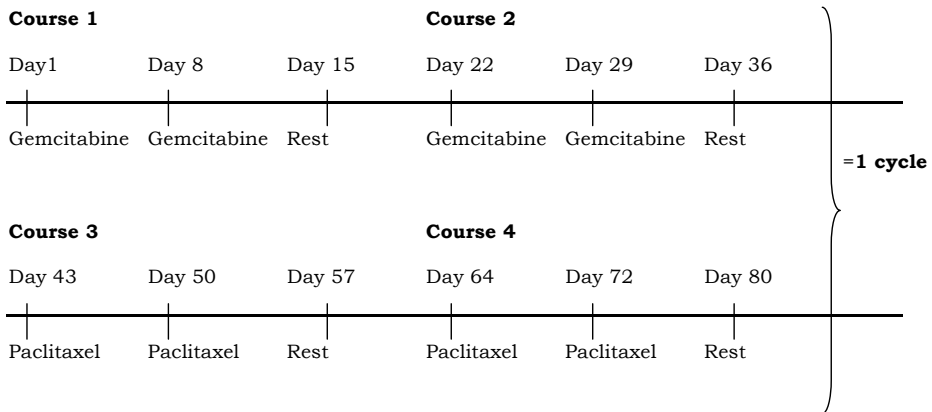 Course 1 Course 2
Day1 Day 8 Day 15 Day 22 Day 29 Day 36
Gemcitabine Gemcitabine Rest Gemcitabine Gemcitabine Rest
=1 cycle
Course 3 Course 4
Day 43 Day 50 Day 57 Day 64 Day 72 Day 80
Paclitaxel Paclitaxel Rest Paclitaxel Paclitaxel Rest